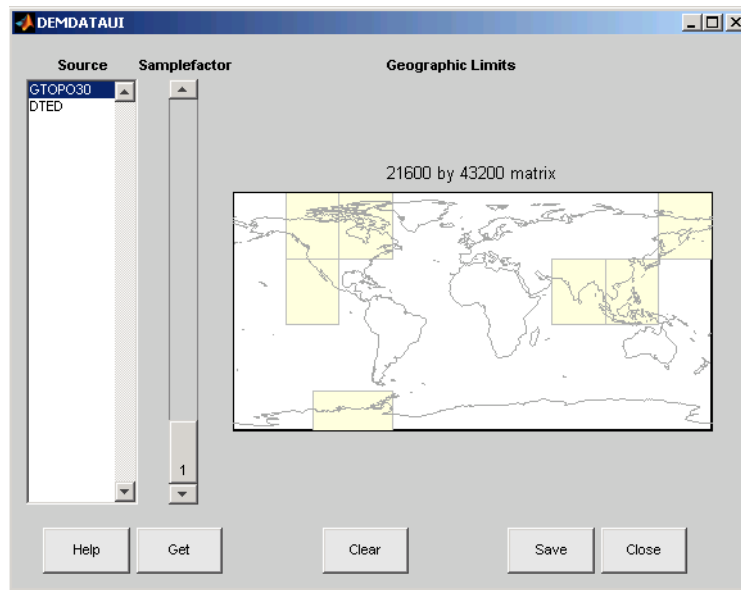 DEMDATAUI
Source
Samplefactor
Geographic Limits
GTOPO30
DTED
21600 by 43200 matrix
1
Help
Get
Clear
Save
Close